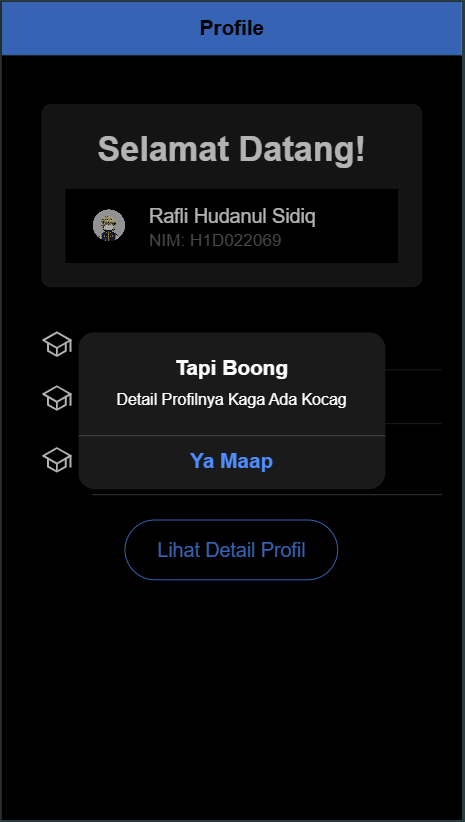 Profile
Selamat Datang!
Rafli Hudanul Sidiq
NIM: H1D022069
Tapi Boong
Detail Profilnya Kaga Ada Kocag
Ya Maap
Lihat Detail Profil